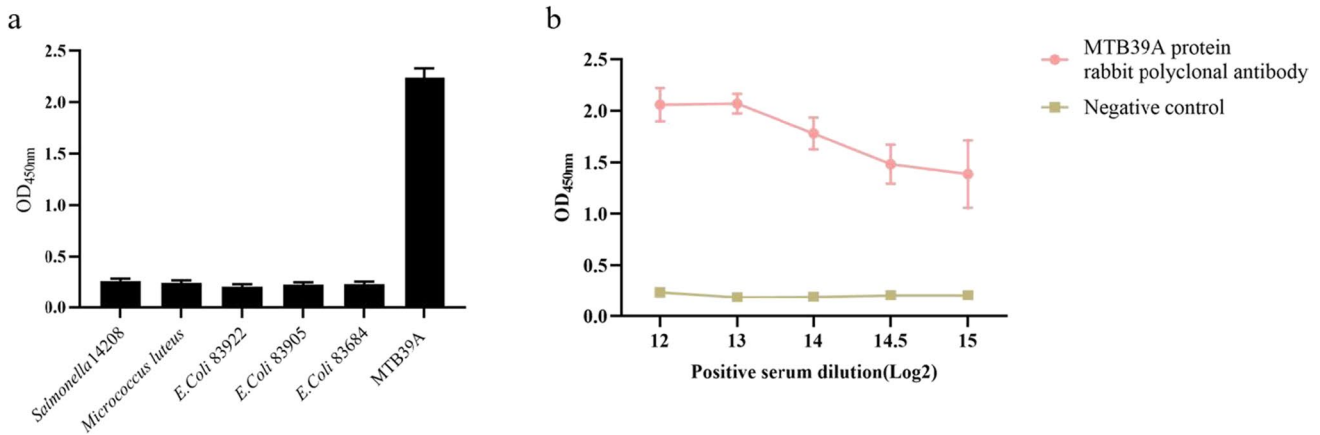 a
2.5
2.0
1.5
1.0
0.5
0.0
OD450nm
Salmonella14208
Micrococcus luteus
E.Coli 83922
E.Coli 83905
E.Coli 83684
MTB39A
b
2.5
2.0
1.5
1.0
0.5
0.0
OD450nm
12 13 14 14.5 15
Positive serum dilution(Log2)
MTB39A protein
rabbit polyclonal antibody
Negative control